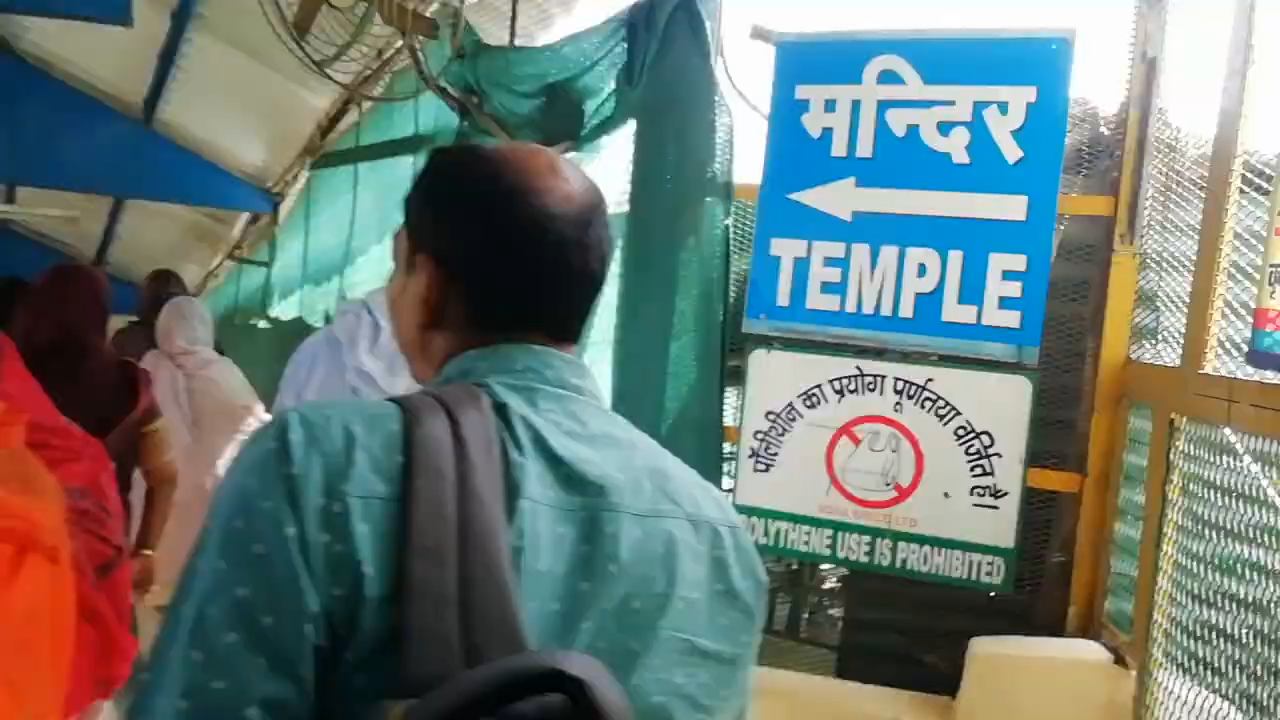 मन्दिर
TEMPLE
पॉलीथीन का प्रयोग पूर्णतया वर्जित है।
POLYTHENE USE IS PROHIBITED